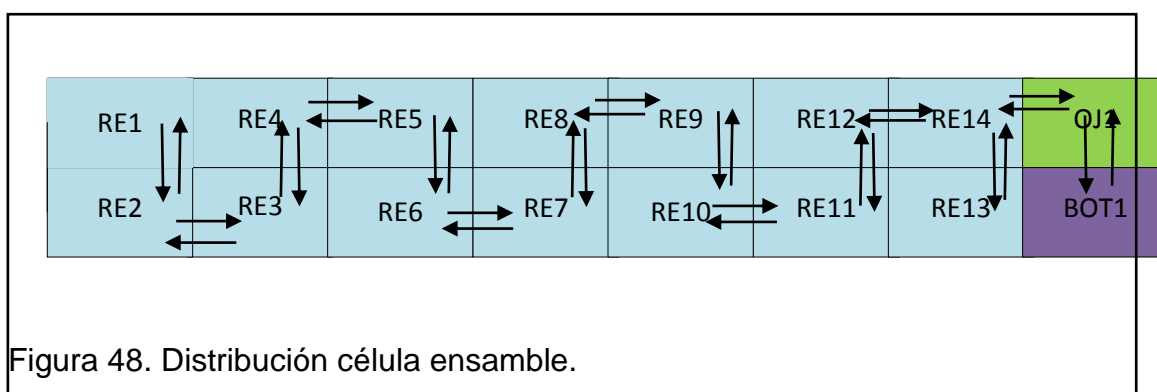 RE1 RE4 RE5 RE8 RE9 RE12 RE14 OJ1
RE2 RE3 RE6 RE7 RE10 RE11 RE13 BOT1
Figura 48. Distribución célula ensamble.